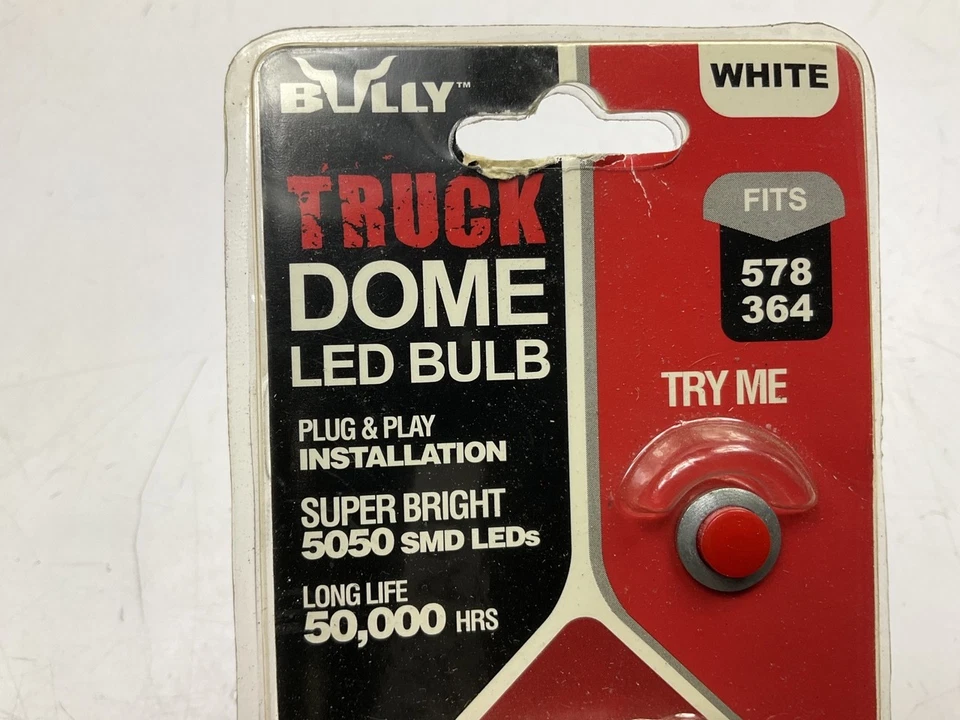 BULLY™
WHITE
TRUCK
DOME
LED BULB
PLUG & PLAY
INSTALLATION
SUPER BRIGHT
5050 SMD LEDs
LONG LIFE
50,000 HRS
FITS
578
364
TRY ME